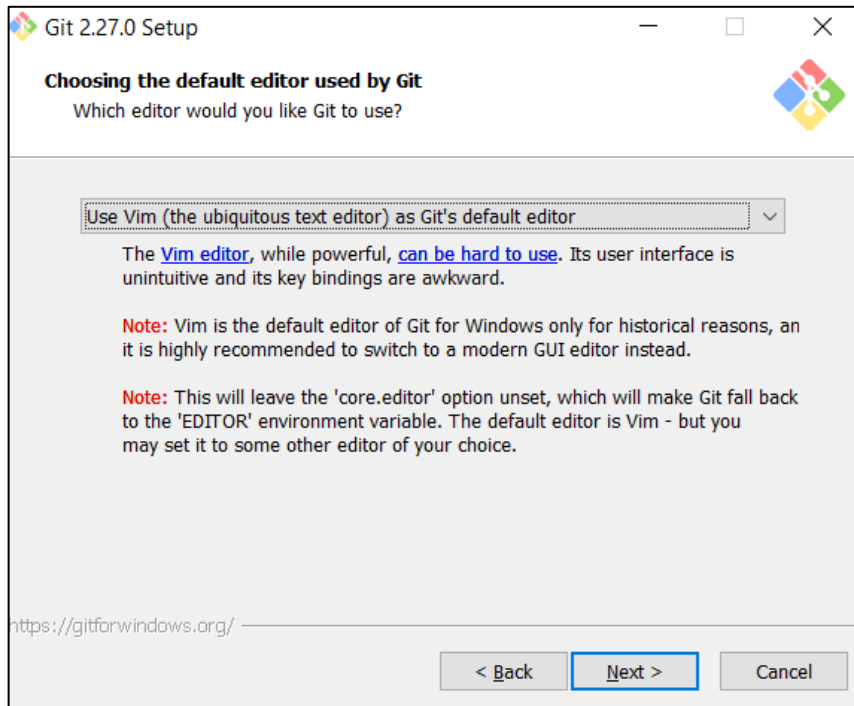 Git 2.27.0 Setup
Choosing the default editor used by Git
Which editor would you like Git to use?
Use Vim (the ubiquitous text editor) as Git's default editor
The Vim editor, while powerful, can be hard to use. Its user interface is
unintuitive and its key bindings are awkward.
Note: Vim is the default editor of Git for Windows only for historical reasons, an
it is highly recommended to switch to a modern GUI editor instead.
Note: This will leave the 'core.editor' option unset, which will make Git fall back
to the 'EDITOR' environment variable. The default editor is Vim - but you
may set it to some other editor of your choice.
https://gitforwindows.org/
< Back Next > Cancel